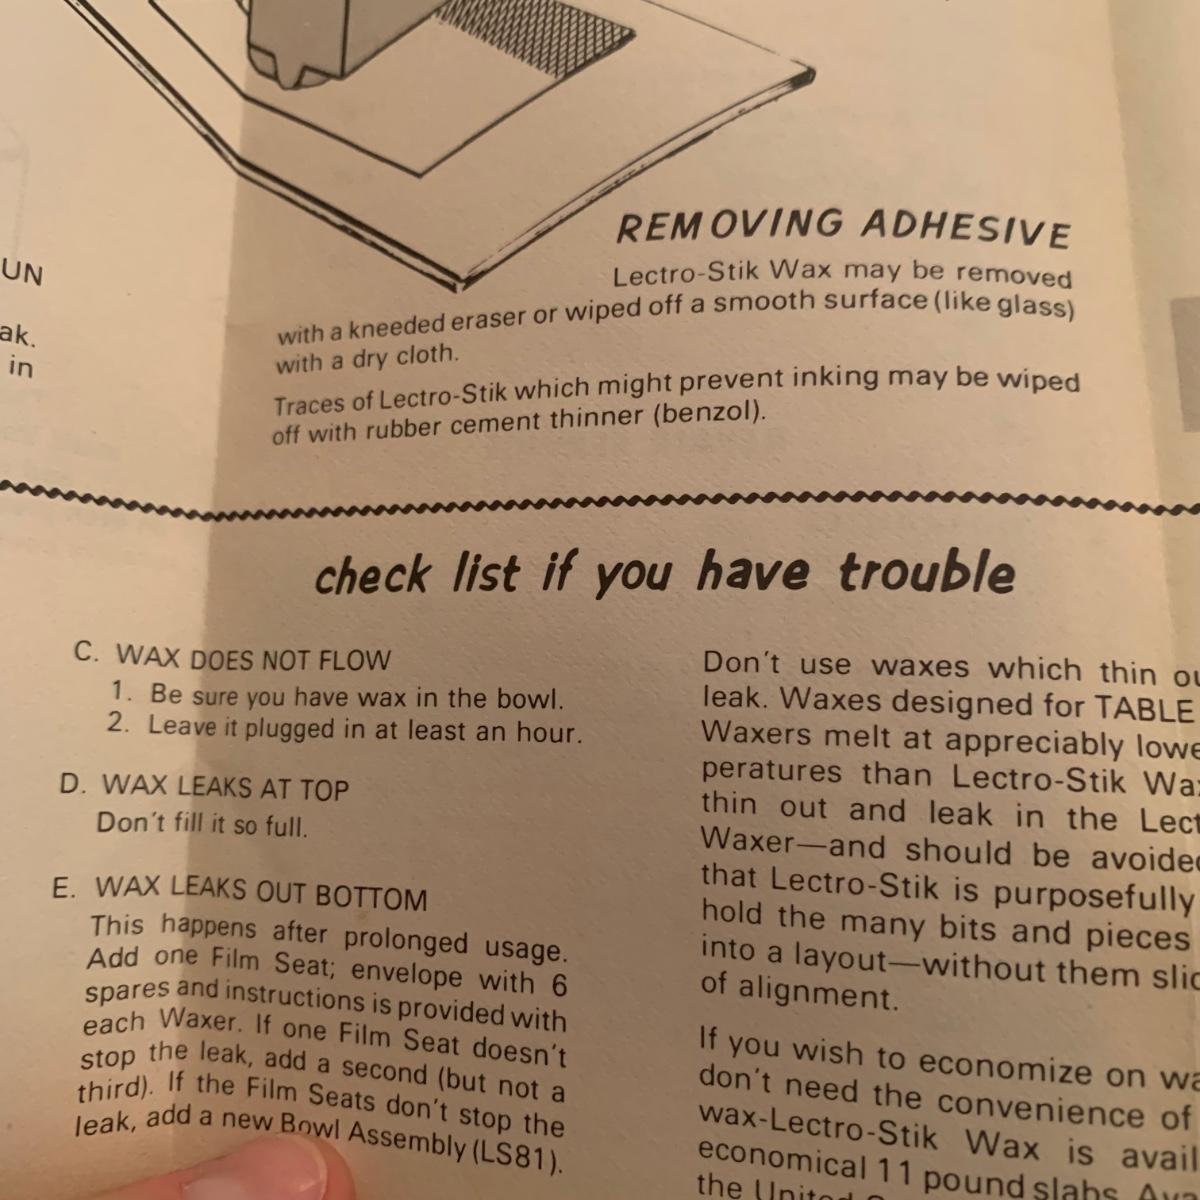 UN
ak.
in
REMOVING ADHESIVE
Lectro-Stik Wax may be removed
with a kneeded eraser or wiped off a smooth surface (like glass)
with a dry cloth.
Traces of Lectro-Stik which might prevent inking may be wiped
off with rubber cement thinner (benzol).
check list if you have trouble
C. WAX DOES NOT FLOW
1. Be sure you have wax in the bowl.
2. Leave it plugged in at least an hour.
D. WAX LEAKS AT TOP
Don't fill it so full.
E. WAX LEAKS OUT BOTTOM
This happens after prolonged usage.
Add one Film Seat; envelope with 6
spares and instructions is provided with
each Waxer. If one Film Seat doesn't
stop the leak, add a second (but not a
third). If the Film Seats don't stop the
leak, add a new Bowl Assembly (LS81).
Don't use waxes which thin ou
leak. Waxes designed for TABLE
Waxers melt at appreciably lowe
peratures than Lectro-Stik Wax
thin out and leak in the Lect
Waxer—and should be avoided
that Lectro-Stik is purposefully
hold the many bits and pieces
into a layout—without them slid
of alignment.
If you wish to economize on wa
don't need the convenience of
wax-Lectro-Stik Wax is avail
economical 11 pound slabs.
the United